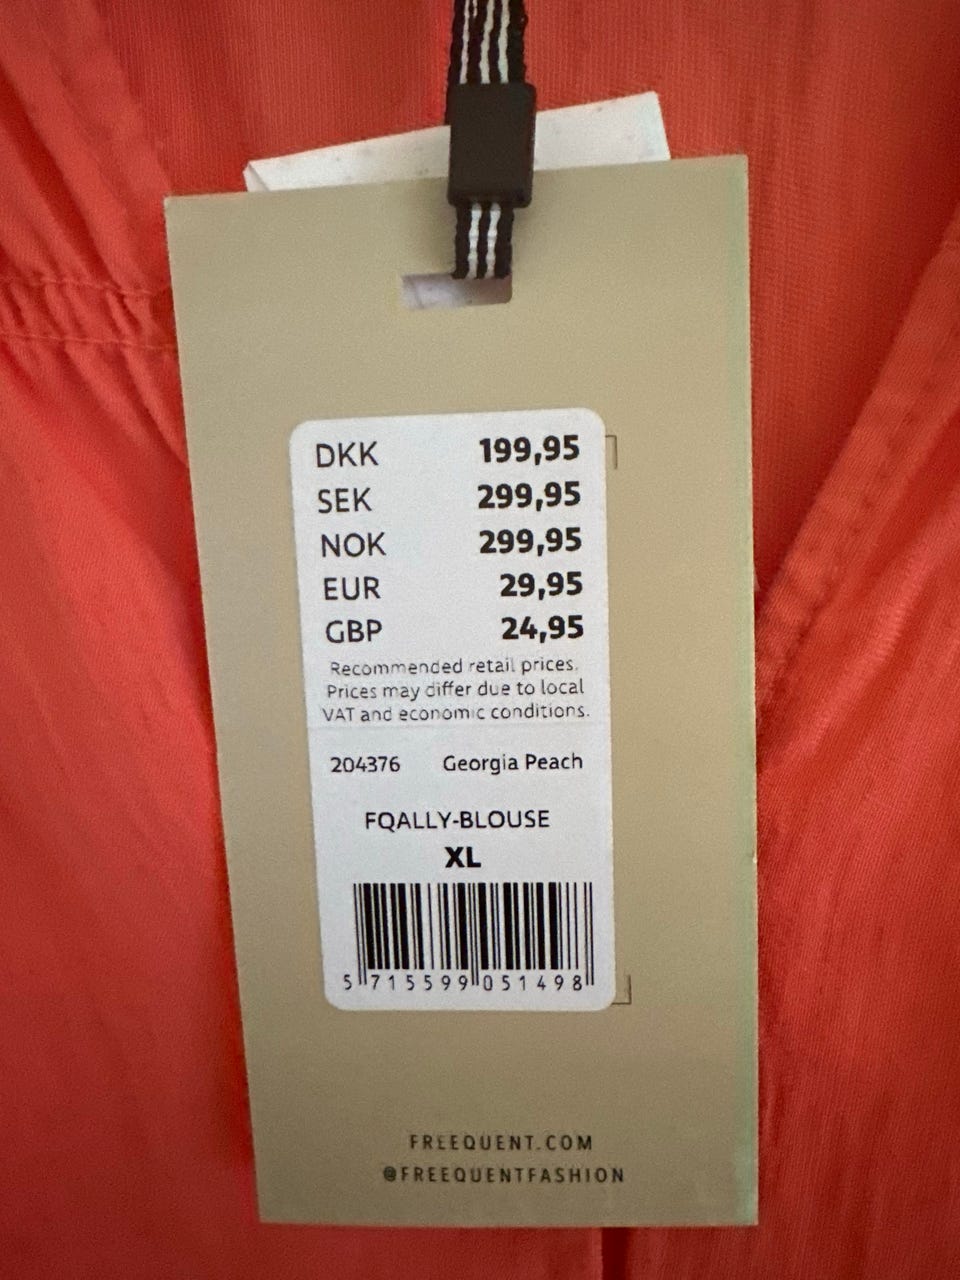 DKK 199,95
SEK 299,95
NOK 299,95
EUR 29,95
GBP 24,95
Recommended retail prices.
Prices may differ due to local
VAT and economic conditions.
204376 Georgia Peach
FQALLY-BLOUSE
XL
5 715599 051498
FREEQUENT.COM
@FREEQUENTFASHION